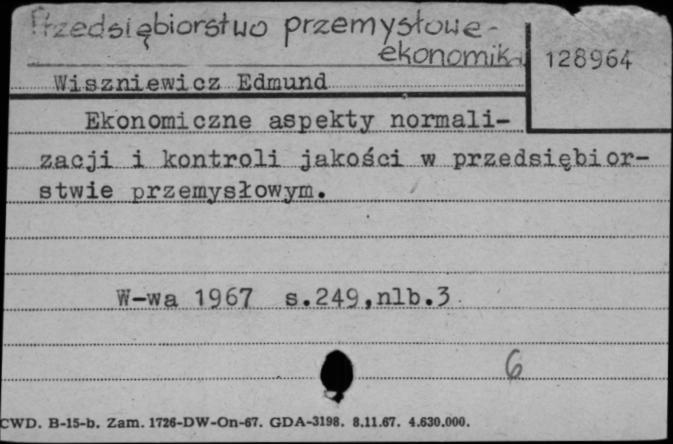 Przedsiębiorstwo przemysłowe -
ekonomika
128964
Wiszniewicz Edmund
Ekonomiczne aspekty normali-
zacji i kontroli jakości w przedsiębior-
stwie przemysłowym.
W-wa 1967 s.249,nlb.3
6
CWD. B-15-b. Zam. 1726-DW-On-67. GDA-3198. 8.11.67. 4.630.000.